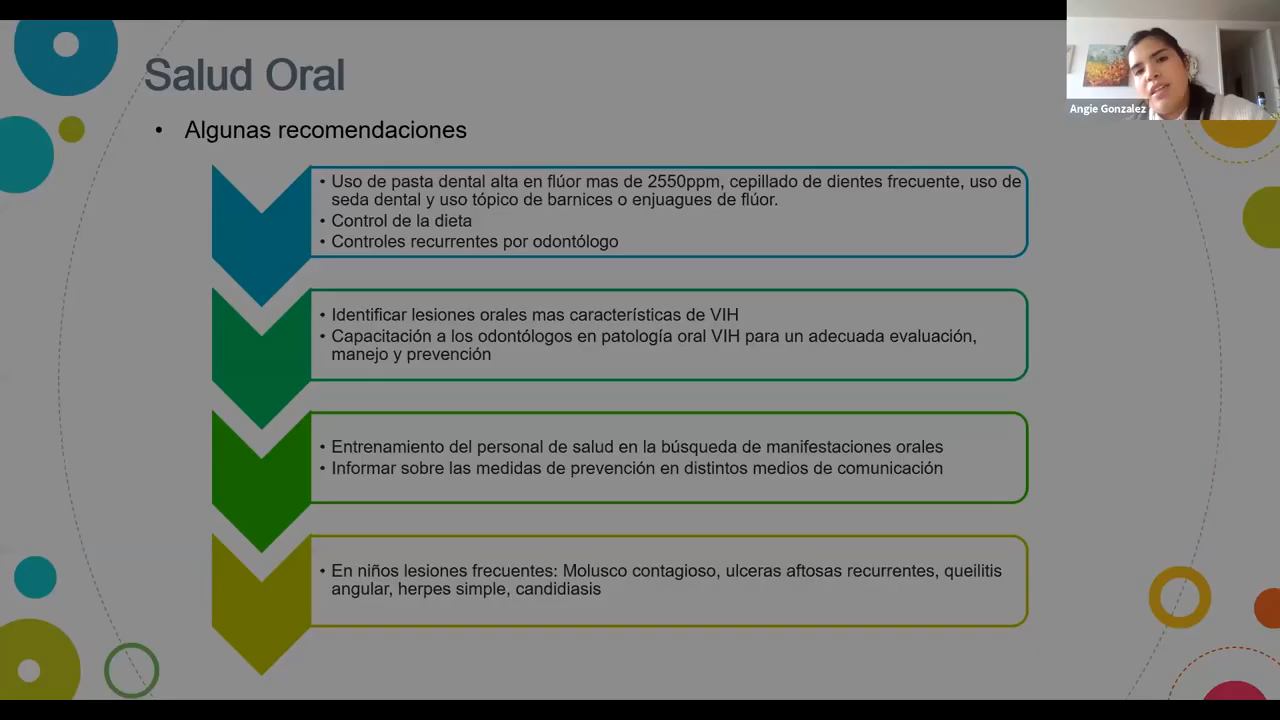 Salud Oral
• Algunas recomendaciones
• Uso de pasta dental alta en flúor mas de 2550ppm, cepillado de dientes frecuente, uso de
seda dental y uso tópico de barnices o enjuagues de flúor.
• Control de la dieta
• Controles recurrentes por odontólogo
• Identificar lesiones orales mas características de VIH
• Capacitación a los odontólogos en patología oral VIH para un adecuada evaluación,
manejo y prevención
• Entrenamiento del personal de salud en la búsqueda de manifestaciones orales
• Informar sobre las medidas de prevención en distintos medios de comunicación
• En niños lesiones frecuentes: Molusco contagioso, ulceras aftosas recurrentes, queilitis
angular, herpes simple, candidiasis
Angie Gonzalez